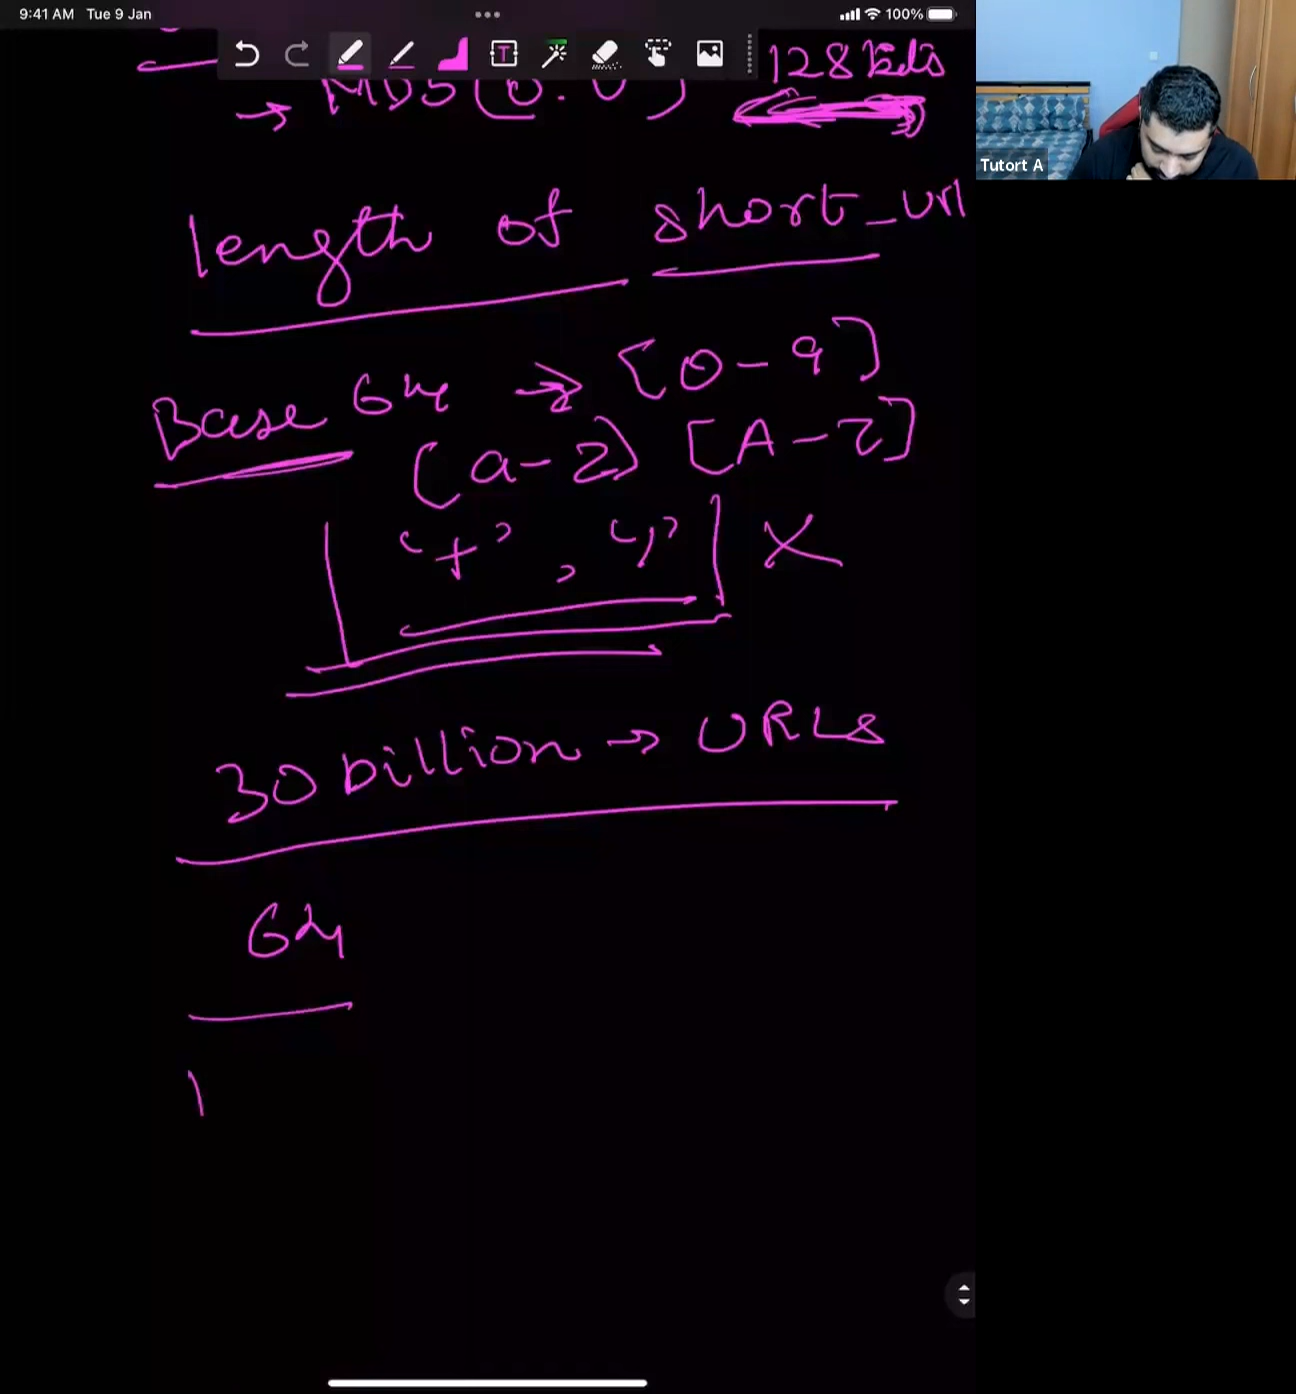 9:41 AM Tue 9 Jan
100%
T
128 bits
→ MD5 ( )
Tutort A
length of short_url
Base 64 → [0-9]
[a-z] [A-Z]
'+' , '/' X
30 billion → URLs
64
1